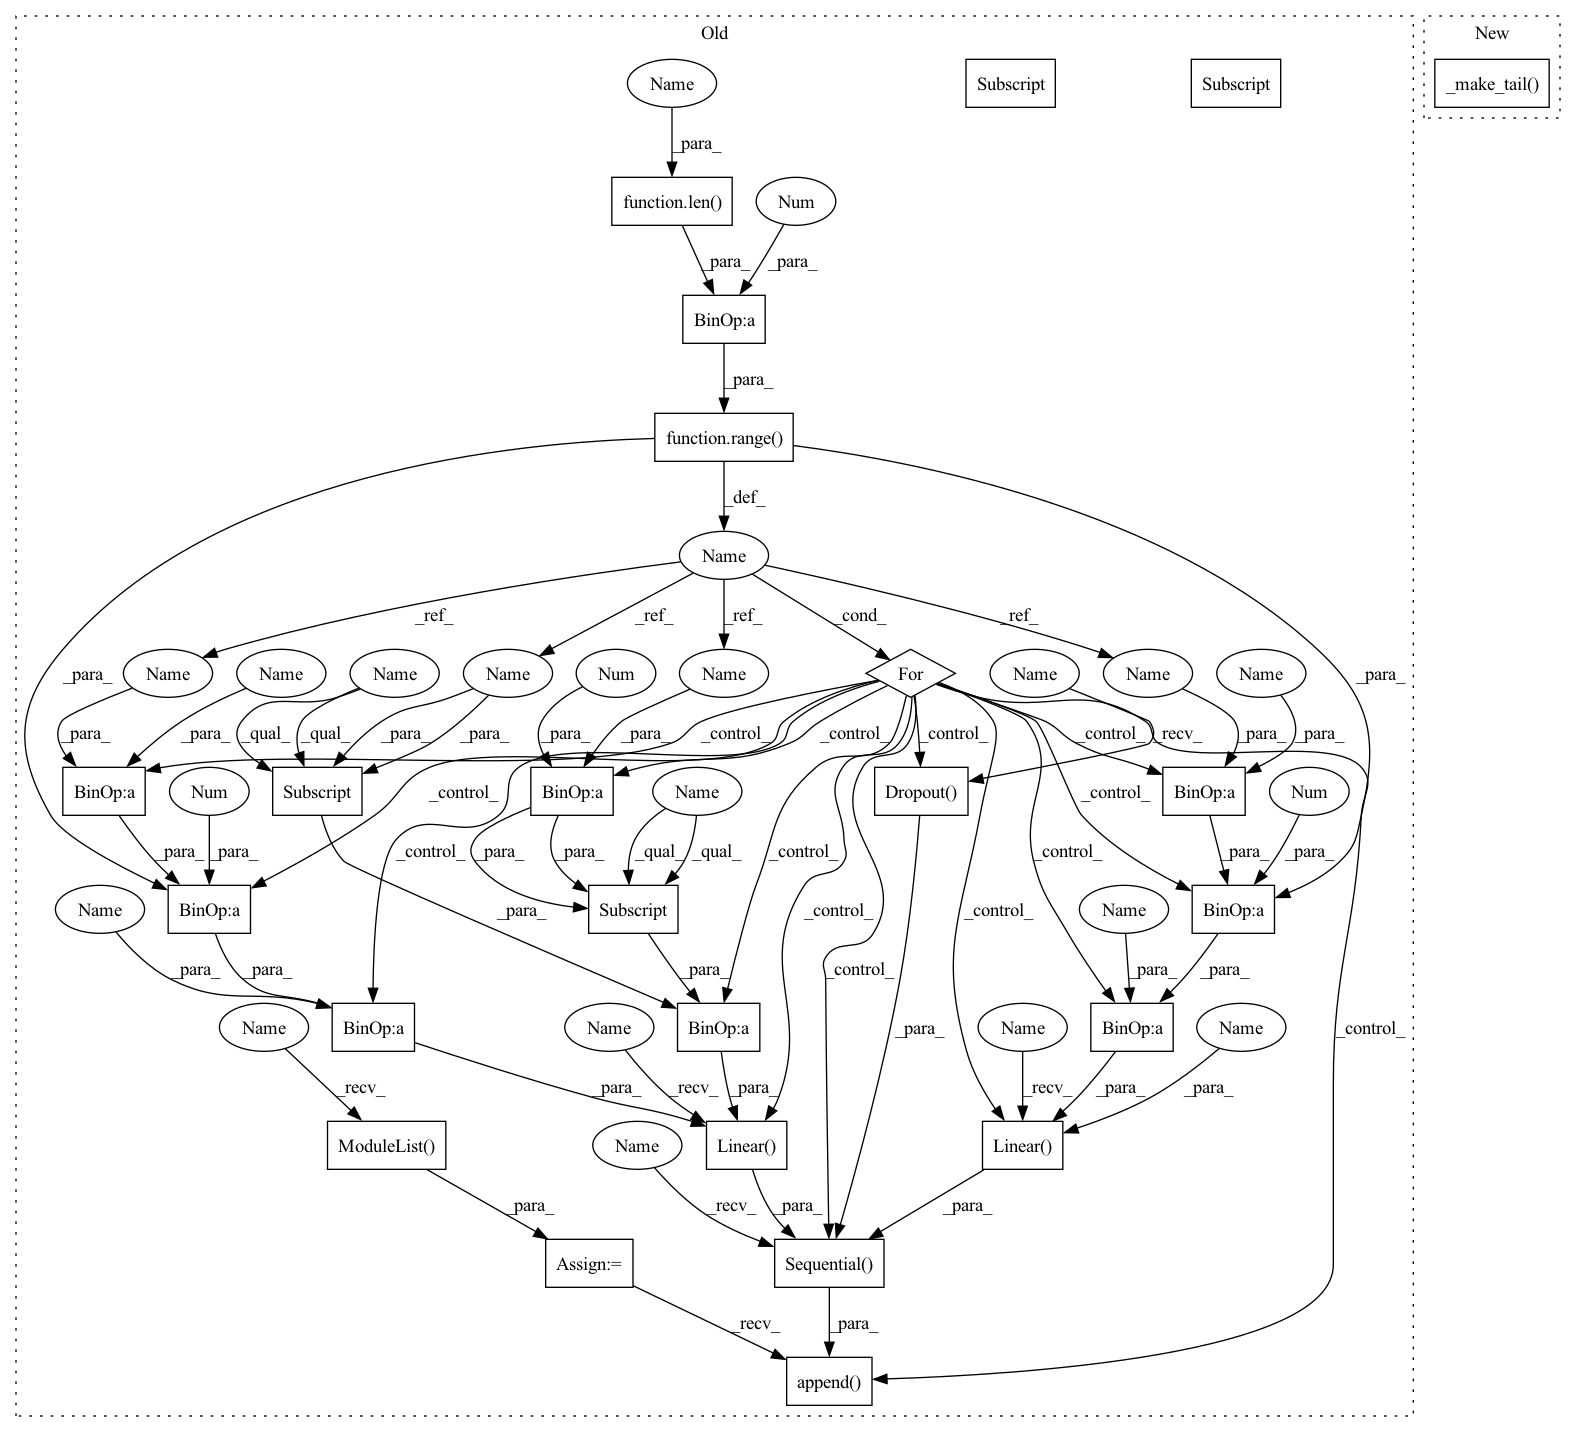 Old
New
Name
Subscript
Subscript
_make_tail()
_para_
function.len()
Num
_para_
_para_
BinOp:a
_para_
function.range()
_def_
Name
_ref_
_ref_
_ref_
_cond_
_ref_
_para_
Name
Name
Name
Name
Num
Name
For
Name
Name
Name
_para_
_para_
_para_
_qual_
_qual_
_para_
_para_
_para_
_para_
_control_
_control_
_control_
_control_
_recv_
_para_
_para_
BinOp:a
Num
Subscript
BinOp:a
Name
Dropout()
BinOp:a
Num
_control_
_control_
_para_
_para_
_control_
_para_
_para_
_qual_
_qual_
_control_
_control_
_para_
_para_
Name
BinOp:a
Subscript
Name
BinOp:a
_para_
_control_
_control_
_para_
_para_
_para_
_control_
_para_
_para_
Name
BinOp:a
Name
BinOp:a
Name
BinOp:a
Name
_para_
_control_
_recv_
_para_
_recv_
_para_
_para_
_para_
ModuleList()
Name
Linear()
Linear()
_para_
_recv_
_para_
_para_
Assign:=
Sequential()
_recv_
_para_
append()